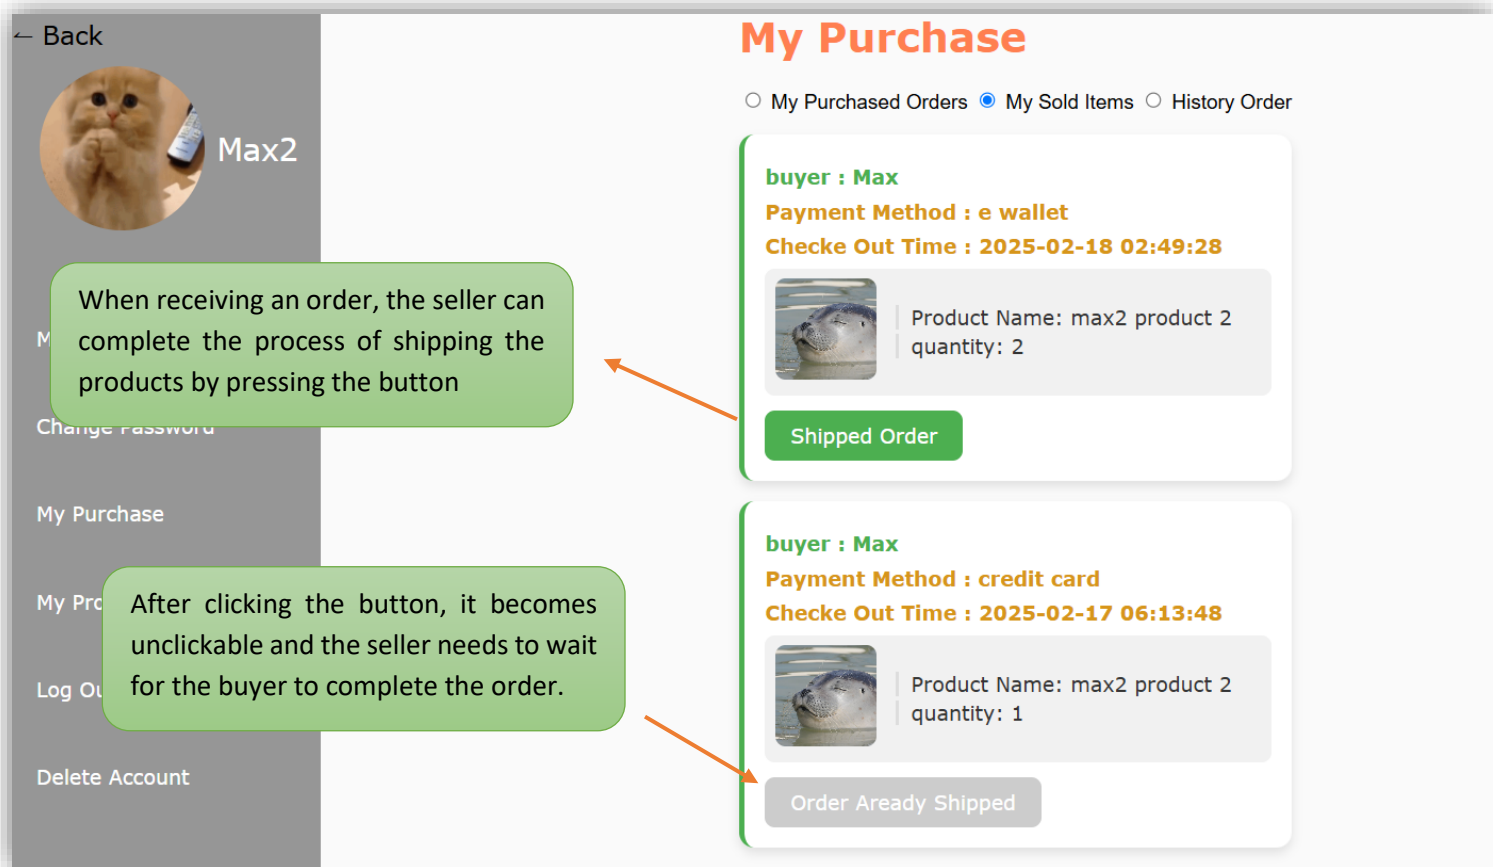 ← Back
Max2
My Purchase
My Purchased Orders My Sold Items History Order
buyer : Max
Payment Method : e wallet
Checke Out Time : 2025-02-18 02:49:28
Product Name: max2 product 2
quantity: 2
Shipped Order
When receiving an order, the seller can
complete the process of shipping the
products by pressing the button
Change Password
My Purchase
buyer : Max
Payment Method : credit card
Checke Out Time : 2025-02-17 06:13:48
Product Name: max2 product 2
quantity: 1
Order Aready Shipped
After clicking the button, it becomes
unclickable and the seller needs to wait
for the buyer to complete the order.
My
Log
Delete Account